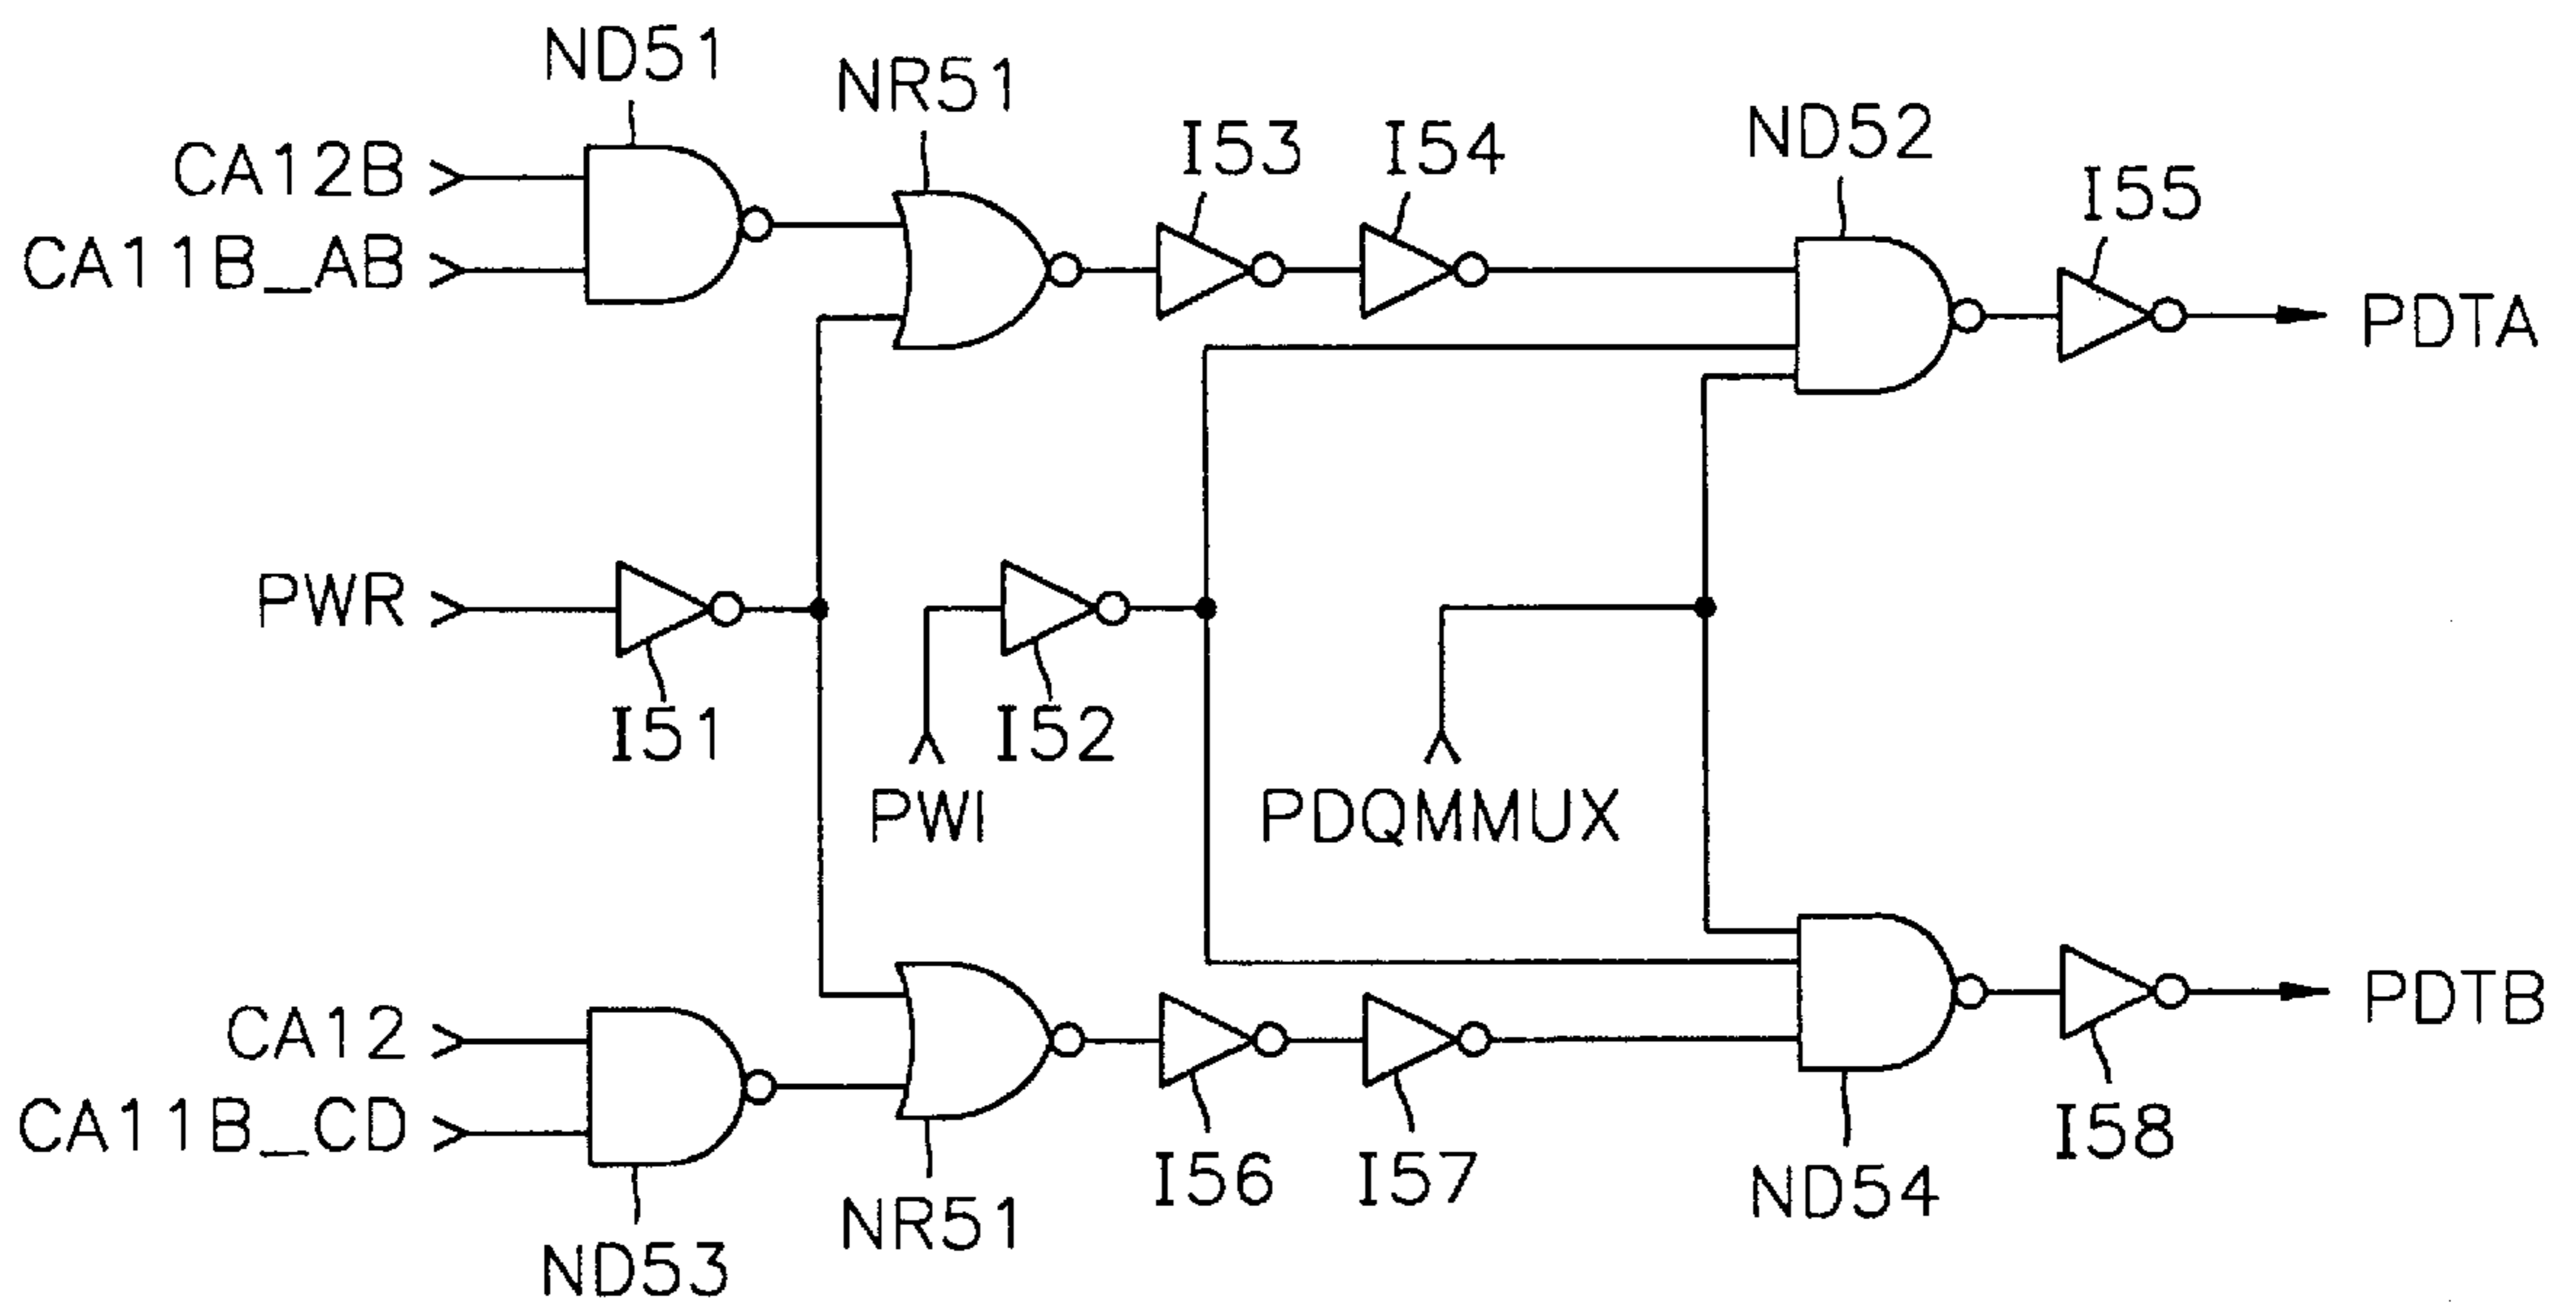 ND51
NR51
I53
I54
ND52
I55
CA12B
CA11B_AB
PDTA
PWR
I51
I52
PWI
PDQMMUX
CA12
CA11B_CD
ND53
NR51
I56
I57
ND54
I58
PDTB